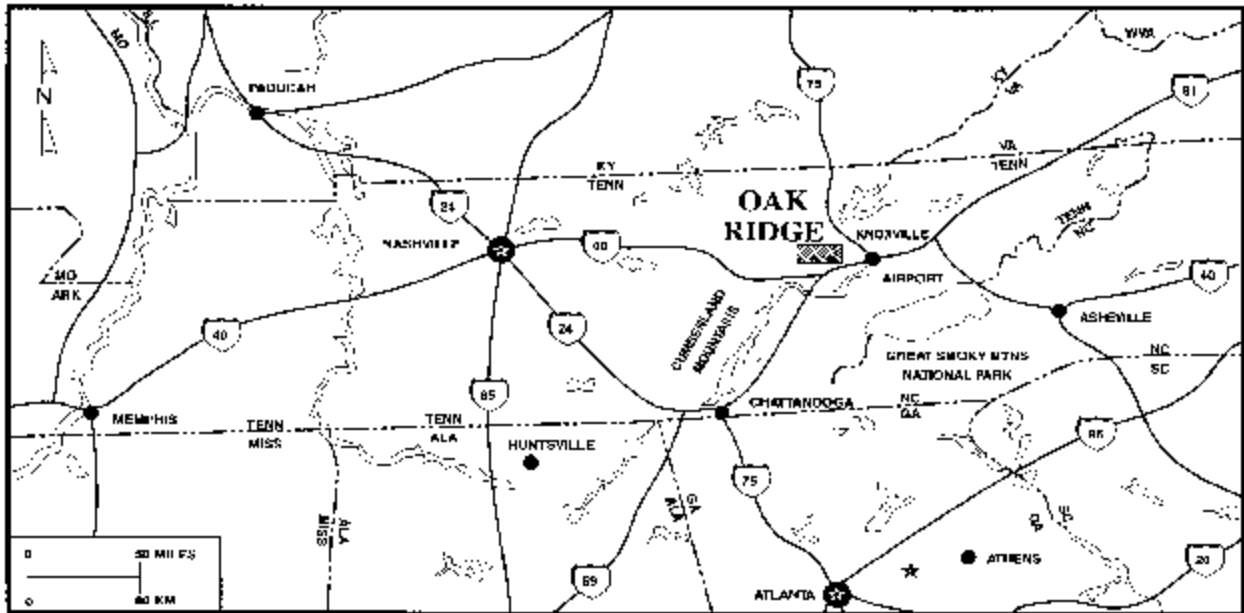 MO
WVA
PADUCAH
75
KY
VA
81
N
VA
TENN
KY
TENN
OAK
RIDGE
24
KNOXVILLE
TENN
NC
NASHVILLE
40
MO
ARK
AIRPORT
40
40
24
CUMBERLAND
MOUNTAINS
ASHEVILLE
GREAT SMOKY MTNS
NATIONAL PARK
NC
SC
65
CHATTANOOGA
NC
GA
MEMPHIS
TENN
MISS
TENN
ALA
HUNTSVILLE
85
75
GA
ALA
ALA
MISS
SC
GA
0
50 MILES
0
80 KM
59
ATLANTA
ATHENS
20